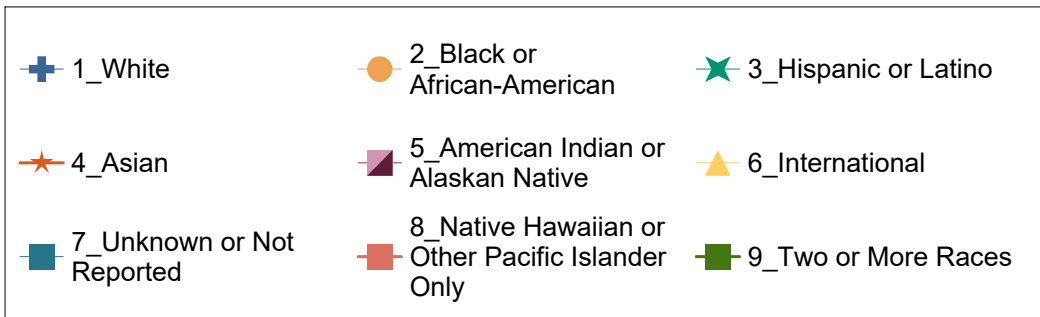 1_White
2_Black or
African-American
3_Hispanic or Latino
4_Asian
5_American Indian or
Alaskan Native
6_International
7_Unknown or Not
Reported
8_Native Hawaiian or
Other Pacific Islander
Only
9_Two or More Races